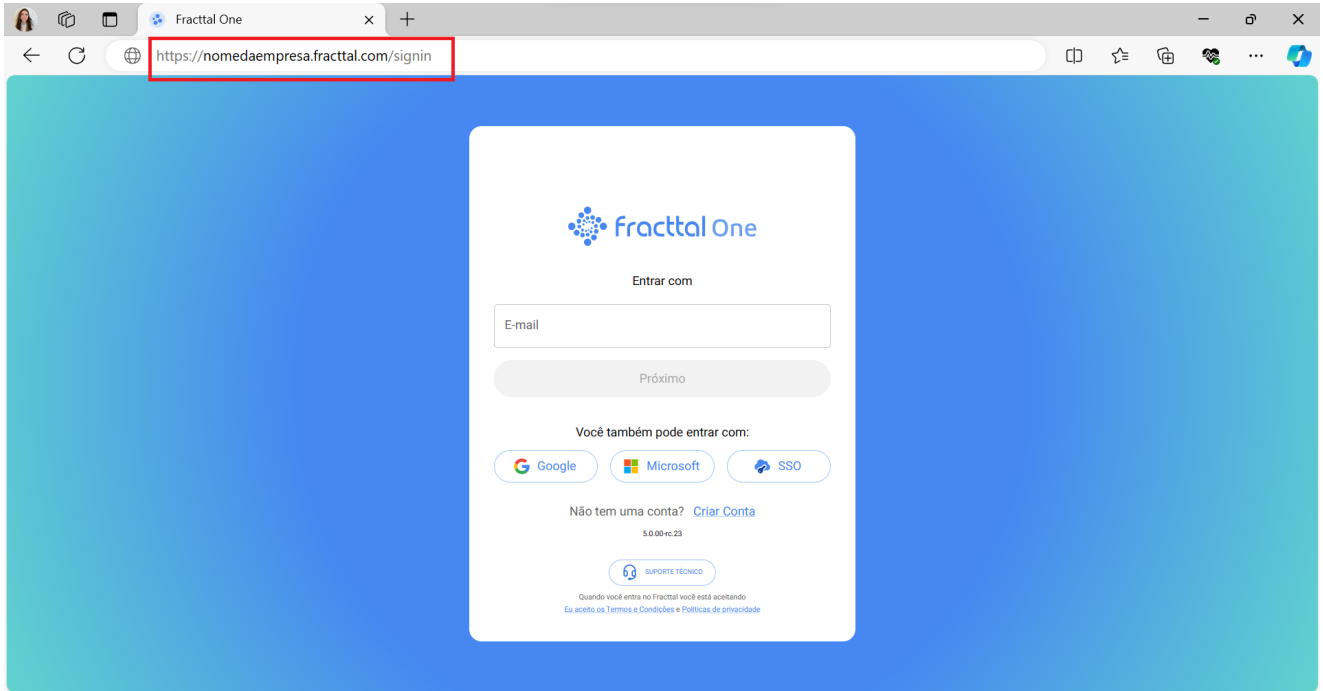 Fracttal One
https://nomedaempresa.fracttal.com/signin
fracttal One
Entrar com
E-mail
Próximo
Você também pode entrar com:
Google Microsoft SSO
Não tem uma conta? Criar Conta
5.0.00-rc.23
SUPORTE TÉCNICO
Quando você entra no Fracttal você está aceitando
Eu aceito os Termos e Condições e Políticas de privacidade